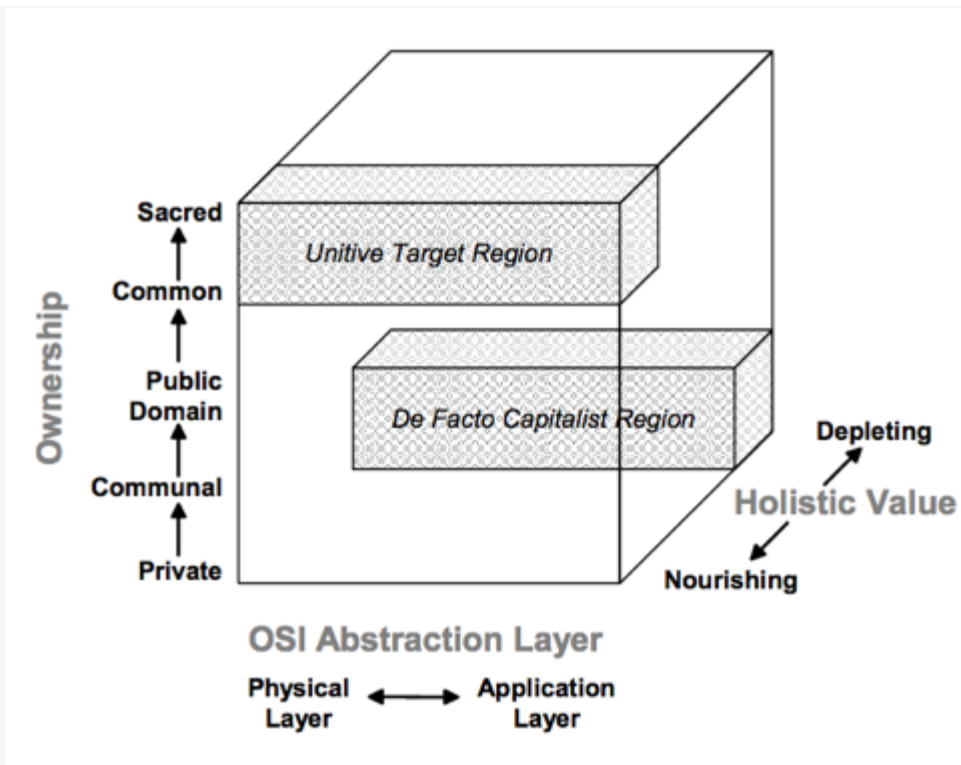 Sacred
Unitive Target Region
Common
Ownership
Public
Domain
De Facto Capitalist Region
Depleting
Communal
Holistic Value
Private
Nourishing
OSI Abstraction Layer
Physical
Layer
Application
Layer